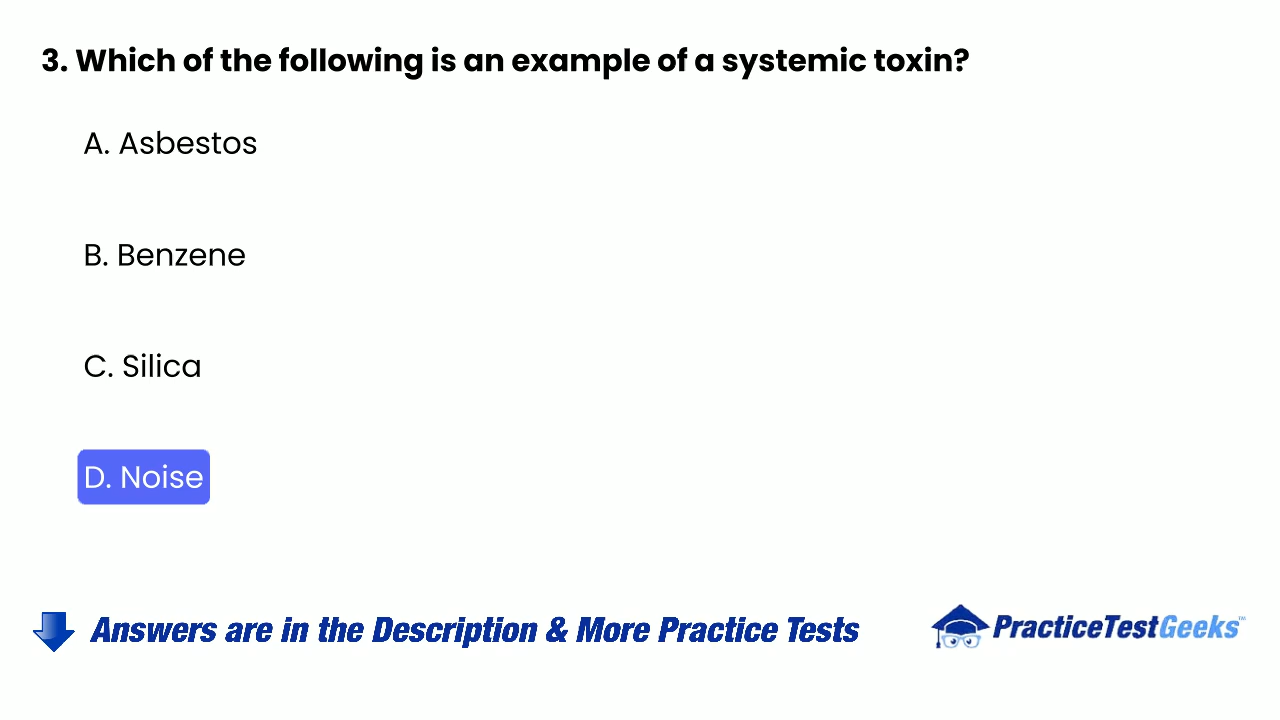 3. Which of the following is an example of a systemic toxin?
A. Asbestos
B. Benzene
C. Silica
D. Noise
Answers are in the Description & More Practice Tests
PracticeTestGeeks™